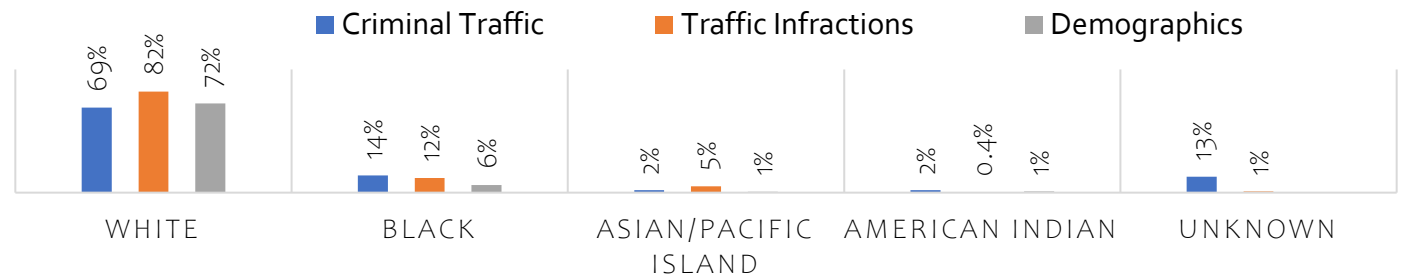 Criminal Traffic Traffic Infractions Demographics
69% 82% 72% 14% 12% 6% 2% 5% 1% 2% 0.4% 1% 13% 1%
WHITE BLACK ASIAN/PACIFIC ISLAND AMERICAN INDIAN UNKNOWN